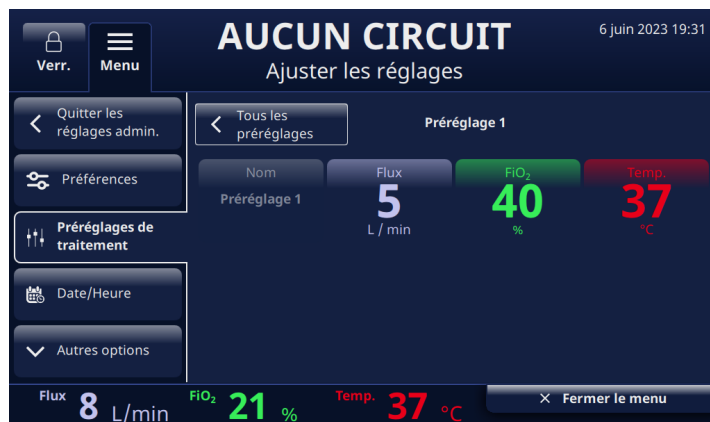 AUCUN CIRCUIT
6 juin 2023 19:31
Verr.
Menu
Ajuster les réglages
Quitter les
réglages admin.
Tous les
préréglages
Préréglage 1
Préférences
Nom
Préréglage 1
Flux
5
L / min
FiO₂
40
%
Temp.
37
°C
Préréglages de
traitement
Date/Heure
Autres options
Flux 8 L/min
FiO₂ 21 %
Temp. 37 °C
× Fermer le menu